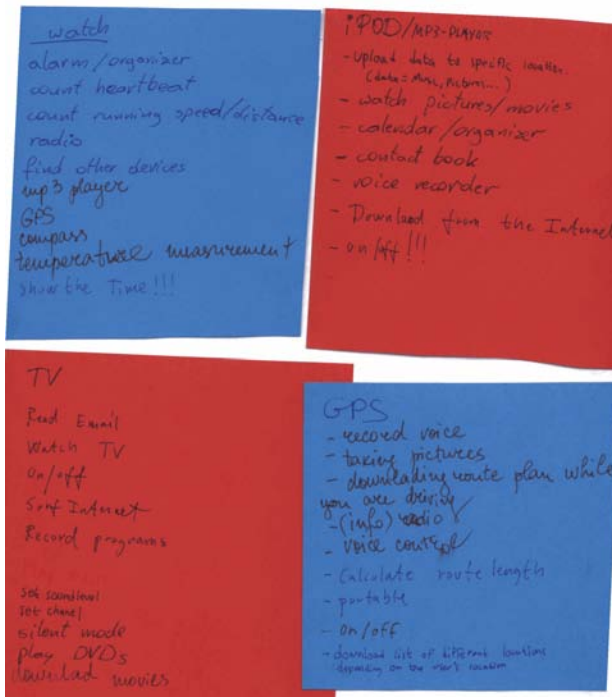 watch
alarm/organizer
count heartbeat
count running speed/distance
radio
find other devices
mp3 player
GPS
compass
temperature measurement
show the Time!!!
iPOD/MP3-PLAYER
- Upload data to specific location.
(data = Music, Pictures...)
- watch pictures/movies
- calendar/organizer
- contact book
- voice recorder
- Download from the Internet
- on/off!!!
TV
Read Email
Watch TV
on/off
Surf Internet
Record programs
set soundlevel
set chanel
silent mode
play DVDs
download movies
GPS
- record voice
- taking pictures
- downloading route plan while
you are driving
- (info) radio
- voice control
- Calculate route length
- portable
- on/off
- download list of different locations
depending on the user's location